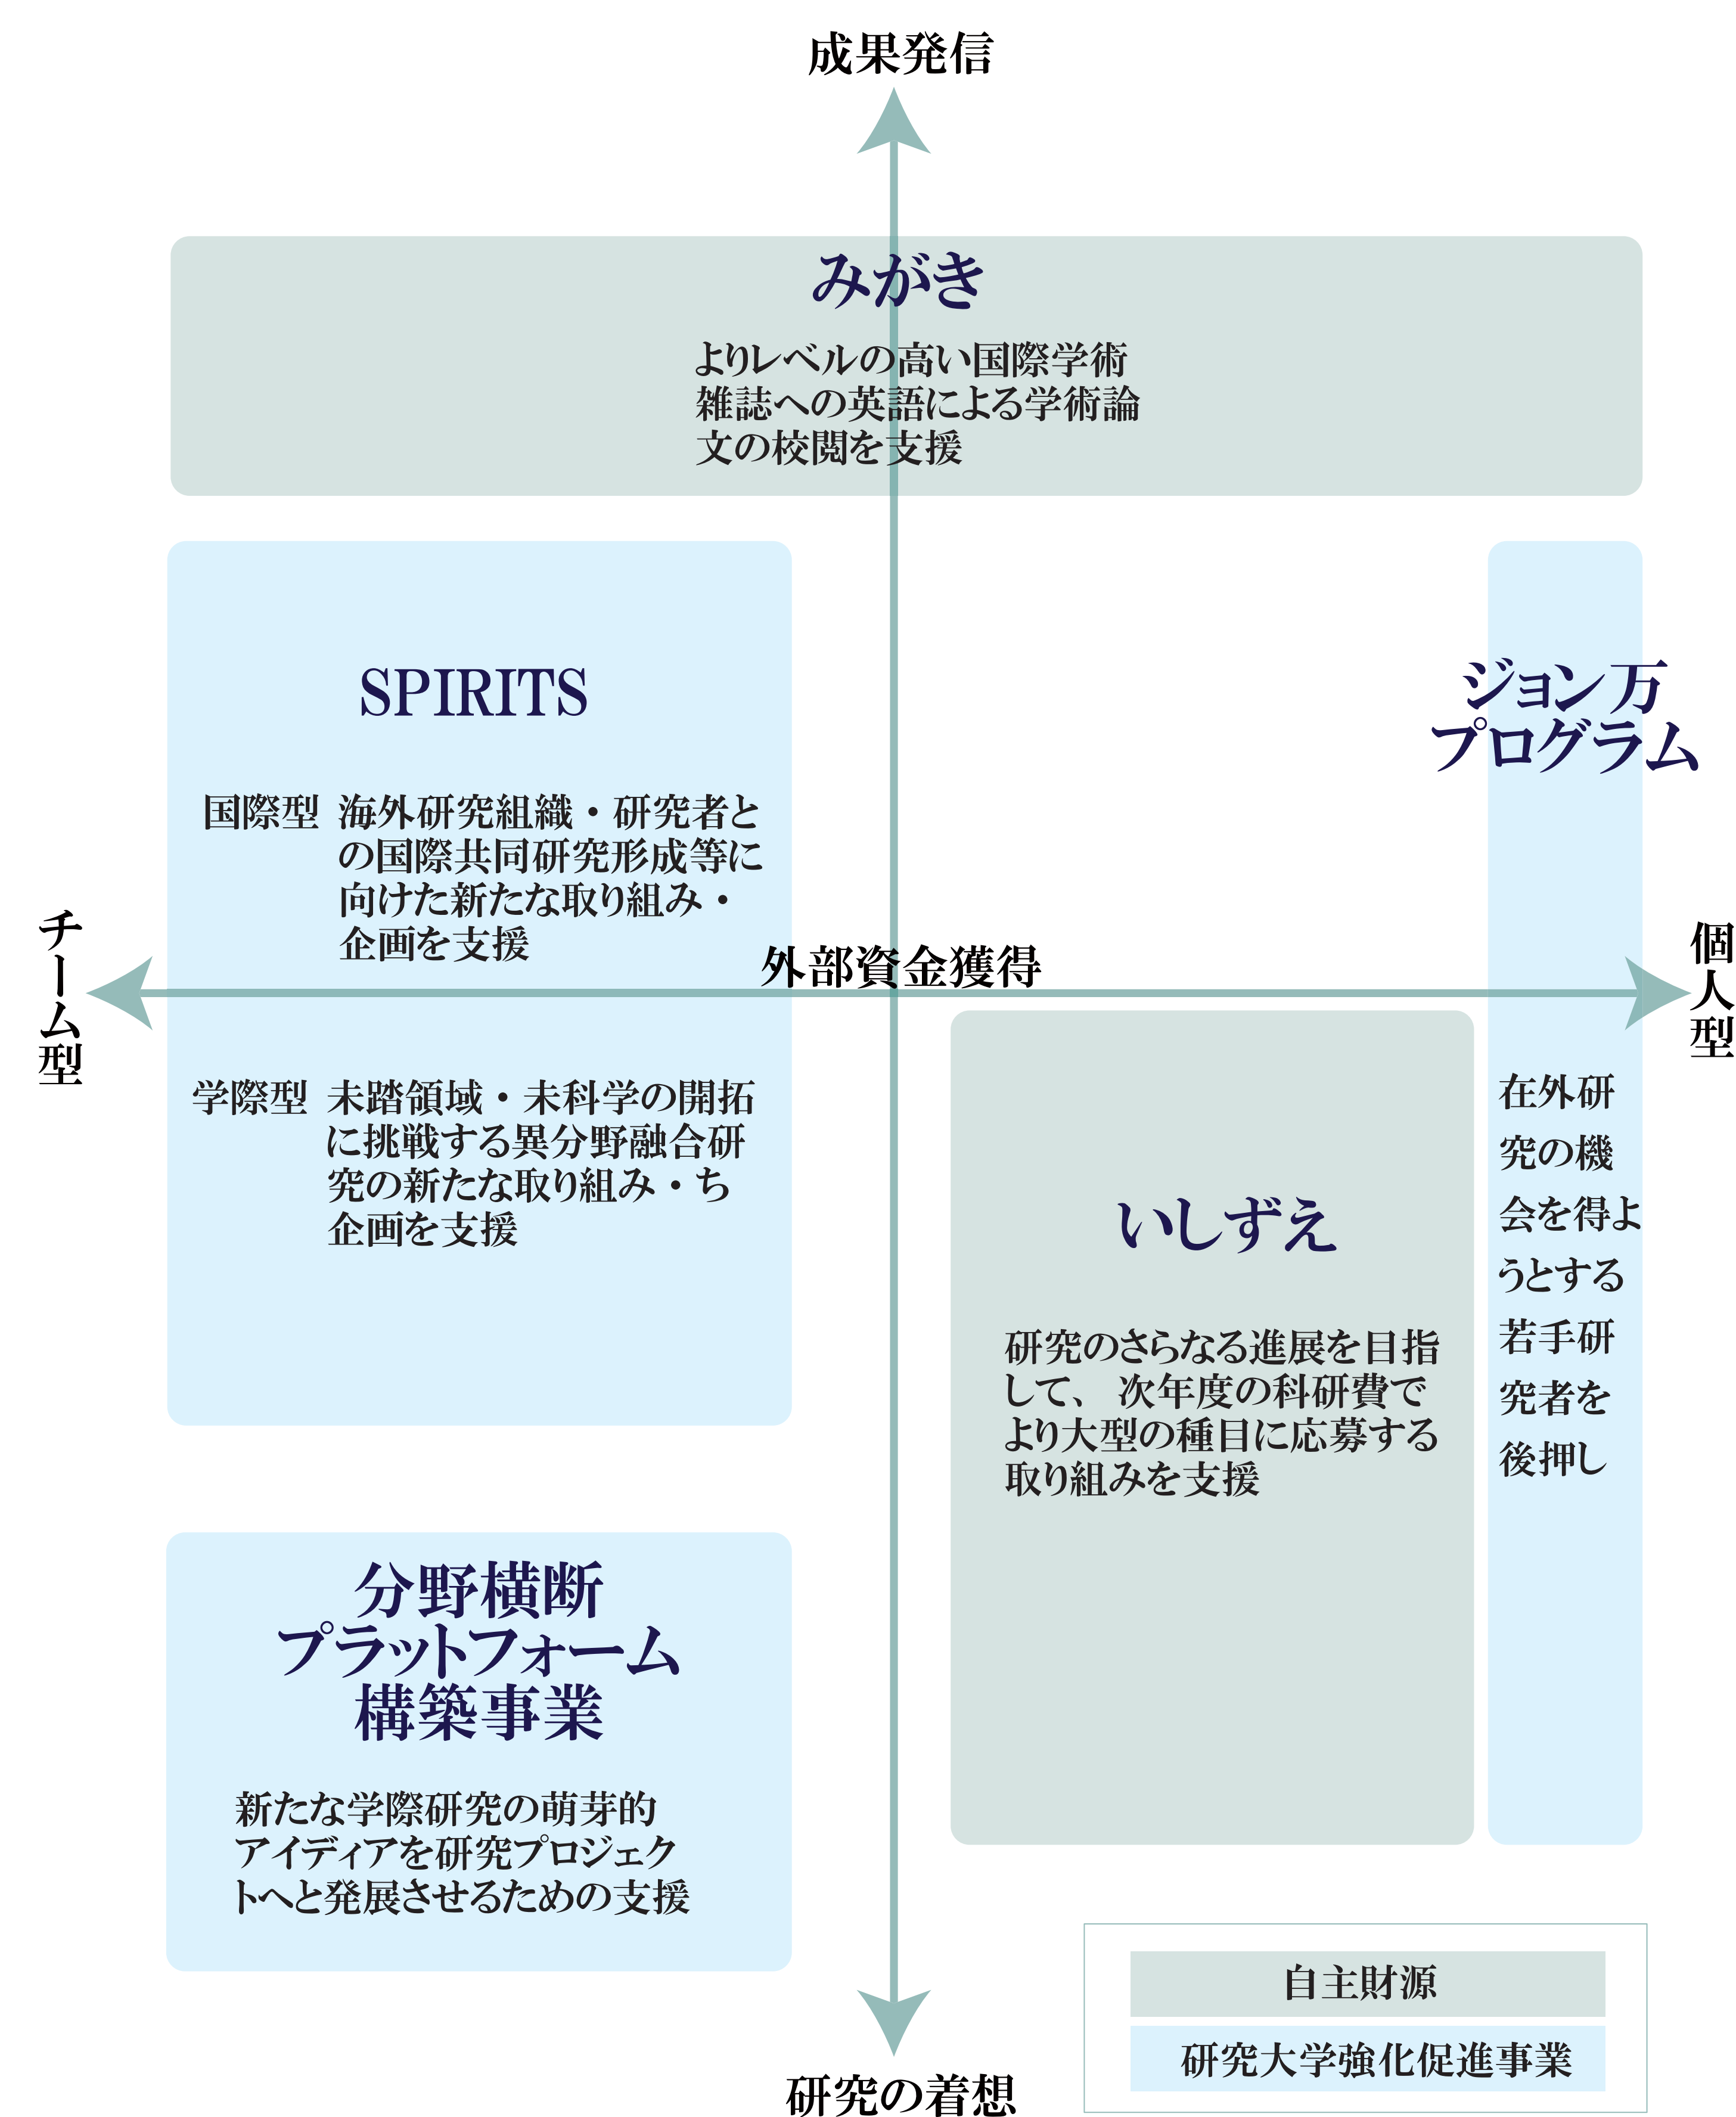 成果発信
みがき
よりレベルの高い国際学術
雑誌への英語による学術論
文の校閲を支援
SPIRITS
国際型 海外研究組織・研究者と
の国際共同研究形成等に
向けた新たな取り組み・
企画を支援
ジョン万
プログラム
チーム型
外部資金獲得
個人型
学際型 未踏領域・未科学の開拓
に挑戦する異分野融合研
究の新たな取り組み・ち
企画を支援
いしずえ
研究のさらなる進展を目指
して、 次年度の科研費で
より大型の種目に応募する
取り組みを支援
在外研
究の機
会を得よ
うとする
若手研
究者を
後押し
分野横断
プラットフォーム
構築事業
新たな学際研究の萌芽的
アイディアを研究プロジェク
トへと発展させるための支援
自主財源
研究大学強化促進事業
研究の着想